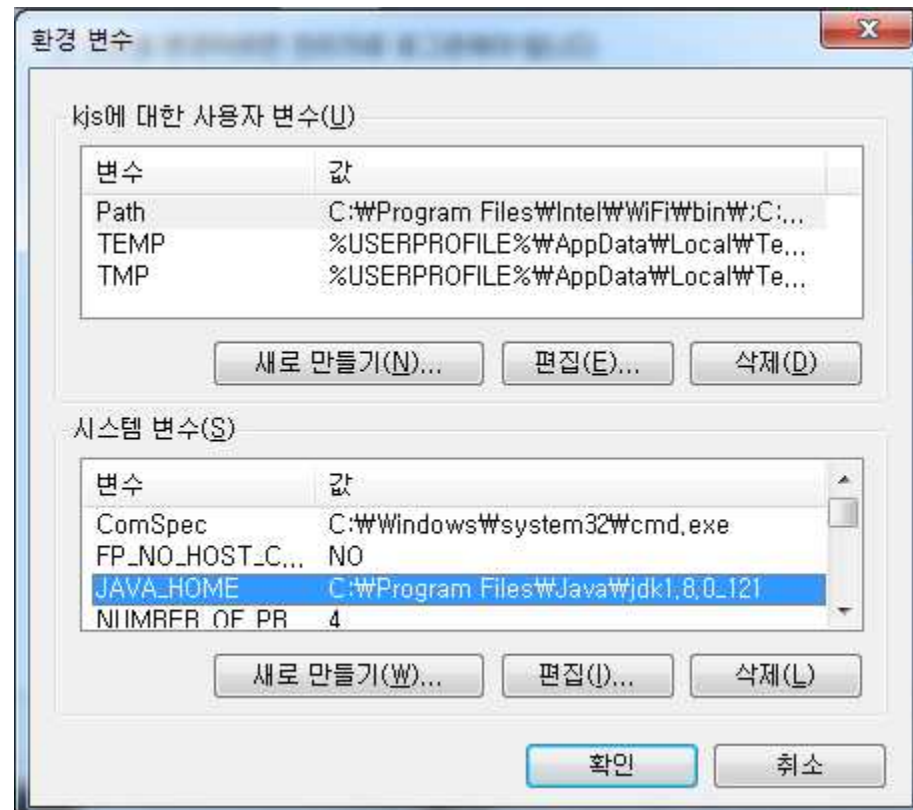 환경 변수
kjs에 대한 사용자 변수(U)
변수 값
Path C:₩Program Files₩Intel₩WiFi₩bin₩;C:...
TEMP %USERPROFILE%₩AppData₩Local₩Te...
TMP %USERPROFILE%₩AppData₩Local₩Te...
새로 만들기(N)... 편집(E)... 삭제(D)
시스템 변수(S)
변수 값
ComSpec C:₩Windows₩system32₩cmd.exe
FP_NO_HOST_C... NO
JAVA_HOME C:₩Program Files₩Java₩jdk1.8.0_121
NUMBER_OF_PR 4
새로 만들기(W)... 편집(I)... 삭제(L)
확인 취소